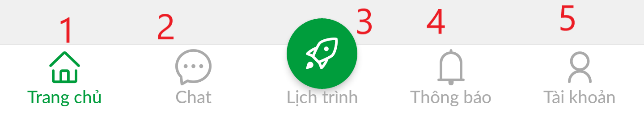 1 2 3 4 5
Trang chủ Chat Lịch trình Thông báo Tài khoản